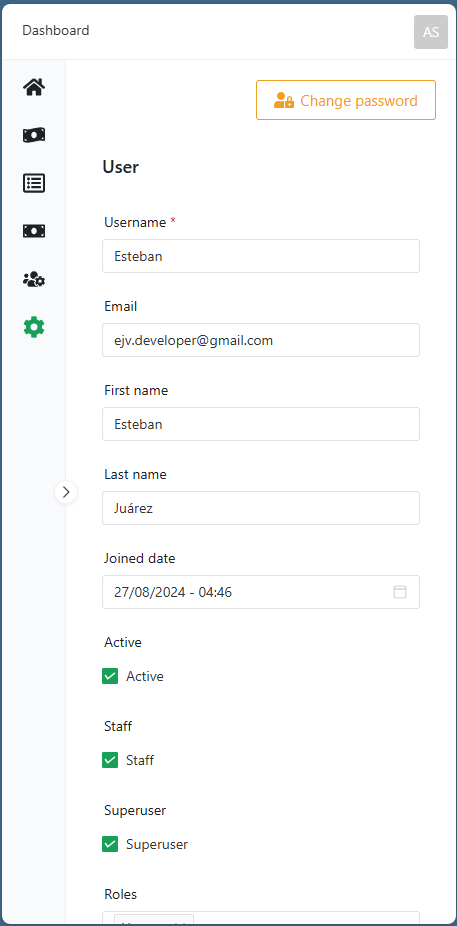 Dashboard
AS
Change password
User
Username *
Esteban
Email
ejv.developer@gmail.com
First name
Esteban
Last name
Juárez
Joined date
27/08/2024 - 04:46
Active
Active
Staff
Staff
Superuser
Superuser
Roles